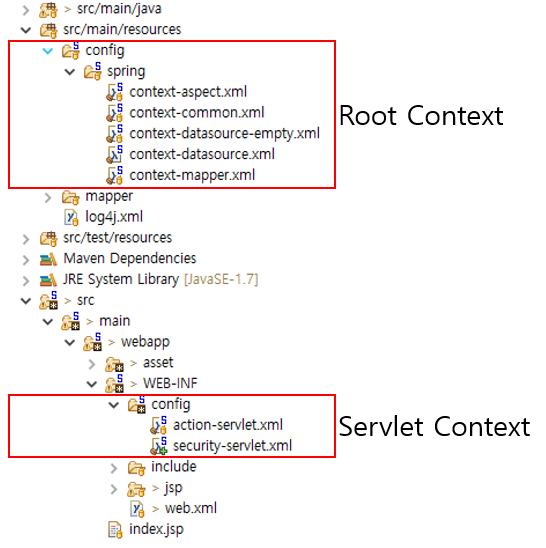 > src/main/java
src/main/resources
config
spring
context-aspect.xml
context-common.xml
context-datasource-empty.xml
context-datasource.xml
context-mapper.xml
Root Context
mapper
log4j.xml
src/test/resources
Maven Dependencies
JRE System Library [JavaSE-1.7]
> src
> main
> webapp
> asset
> WEB-INF
config
action-servlet.xml
security-servlet.xml
Servlet Context
include
> jsp
> web.xml
index.jsp